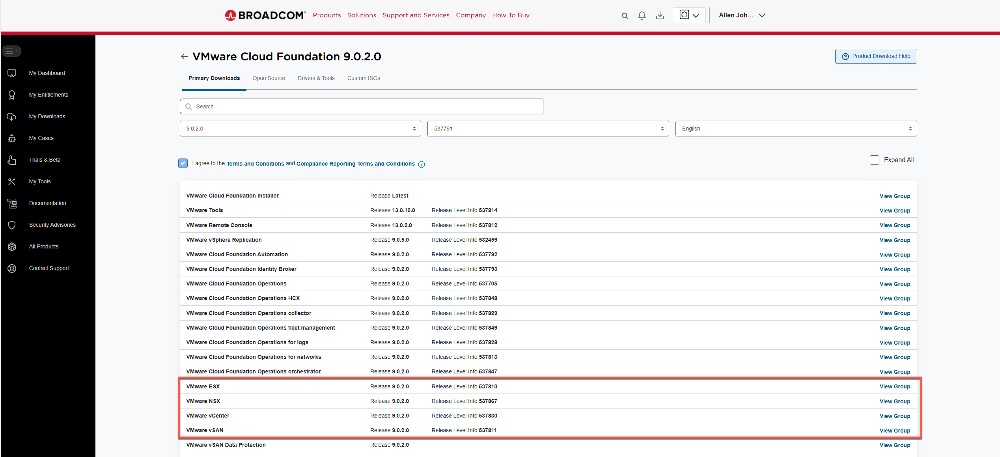 BROADCOM Products Solutions Support and Services Company How To Buy Allen Joh...
My Dashboard
My Entitlements
My Downloads
My Cases
Trials & Beta
My Tools
Documentation
Security Advisories
All Products
Contact Support
VMware Cloud Foundation 9.0.2.0
Product Download Help
Primary Downloads Open Source Drivers & Tools Custom ISOs
Search
9.0.2.0 537791 English
I agree to the Terms and Conditions and Compliance Reporting Terms and Conditions
Expand All
VMware Cloud Foundation Installer Release Latest View Group
VMware Tools Release 13.0.10.0 Release Level Info 537814 View Group
VMware Remote Console Release 13.0.2.0 Release Level Info 537812 View Group
VMware vSphere Replication Release 9.0.5.0 Release Level Info 532459 View Group
VMware Cloud Foundation Automation Release 9.0.2.0 Release Level Info 537792 View Group
VMware Cloud Foundation Identity Broker Release 9.0.2.0 Release Level Info 537793 View Group
VMware Cloud Foundation Operations Release 9.0.2.0 Release Level Info 537705 View Group
VMware Cloud Foundation Operations HCX Release 9.0.2.0 Release Level Info 537848 View Group
VMware Cloud Foundation Operations collector Release 9.0.2.0 Release Level Info 537829 View Group
VMware Cloud Foundation Operations fleet management Release 9.0.2.0 Release Level Info 537849 View Group
VMware Cloud Foundation Operations for logs Release 9.0.2.0 Release Level Info 537828 View Group
VMware Cloud Foundation Operations for networks Release 9.0.2.0 Release Level Info 537813 View Group
VMware Cloud Foundation Operations orchestrator Release 9.0.2.0 Release Level Info 537847 View Group
VMware ESX Release 9.0.2.0 Release Level Info 537810 View Group
VMware NSX Release 9.0.2.0 Release Level Info 537867 View Group
VMware vCenter Release 9.0.2.0 Release Level Info 537830 View Group
VMware vSAN Release 9.0.2.0 Release Level Info 537811 View Group
VMware vSAN Data Protection Release 9.0.2.0 View Group